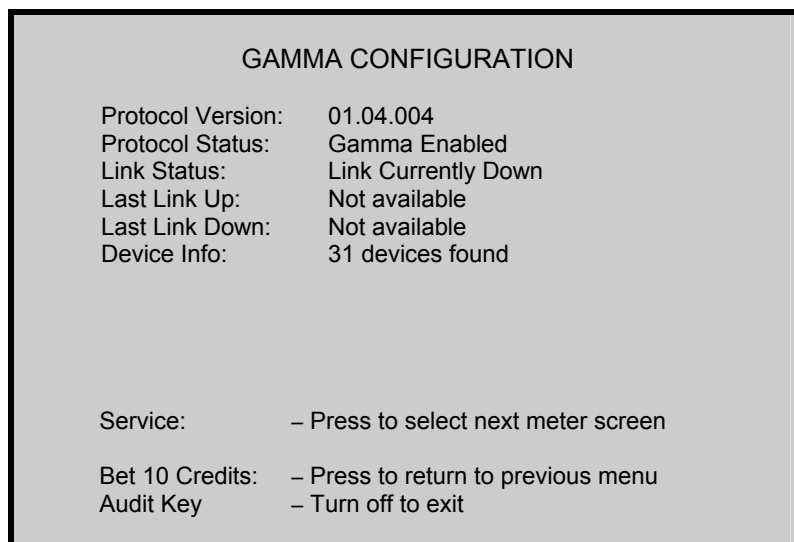 GAMMA CONFIGURATION
Protocol Version: 01.04.004
Protocol Status: Gamma Enabled
Link Status: Link Currently Down
Last Link Up: Not available
Last Link Down: Not available
Device Info: 31 devices found
Service: – Press to select next meter screen
Bet 10 Credits: – Press to return to previous menu
Audit Key – Turn off to exit